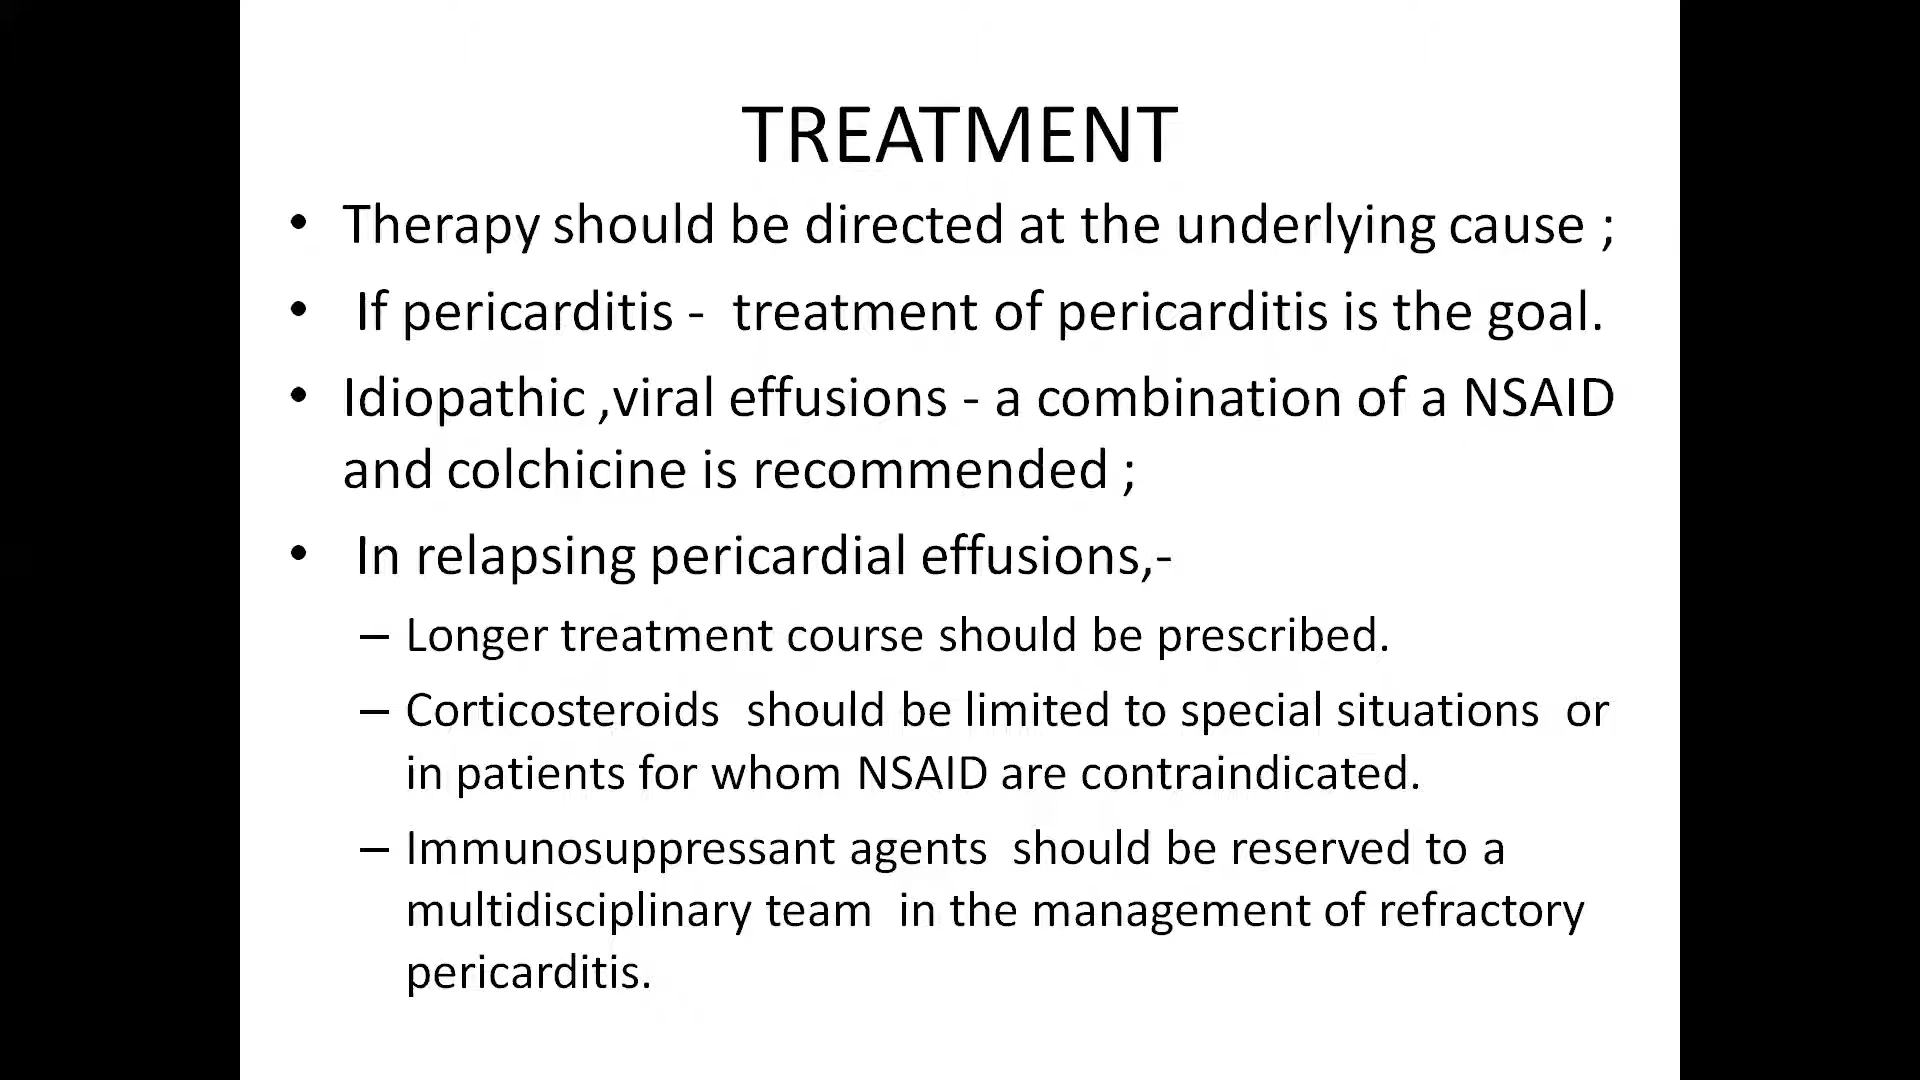 TREATMENT
• Therapy should be directed at the underlying cause ;
• If pericarditis - treatment of pericarditis is the goal.
• Idiopathic ,viral effusions - a combination of a NSAID
and colchicine is recommended ;
• In relapsing pericardial effusions,-
– Longer treatment course should be prescribed.
– Corticosteroids should be limited to special situations or
in patients for whom NSAID are contraindicated.
– Immunosuppressant agents should be reserved to a
multidisciplinary team in the management of refractory
pericarditis.